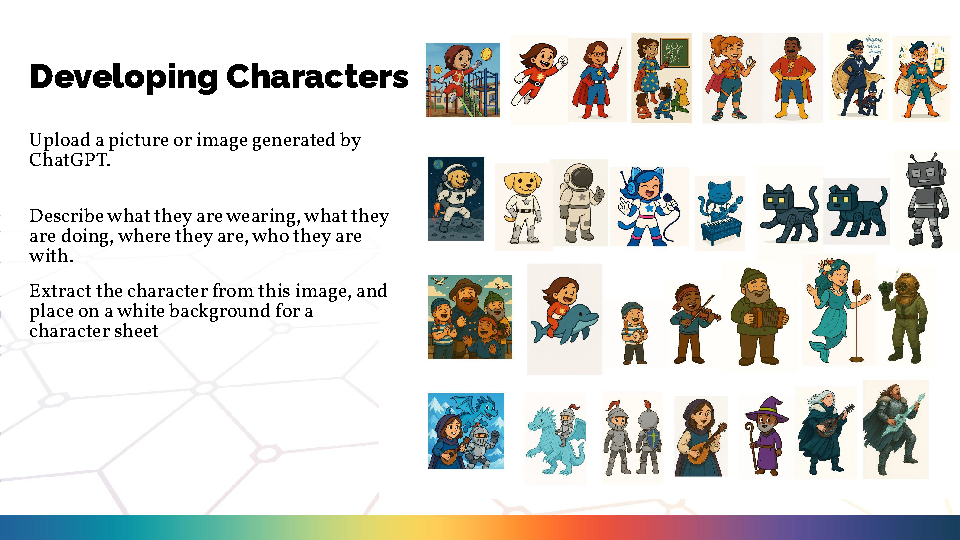 Developing Characters
Upload a picture or image generated by
ChatGPT.
Describe what they are wearing, what they
are doing, where they are, who they are
with.
Extract the character from this image, and
place on a white background for a
character sheet